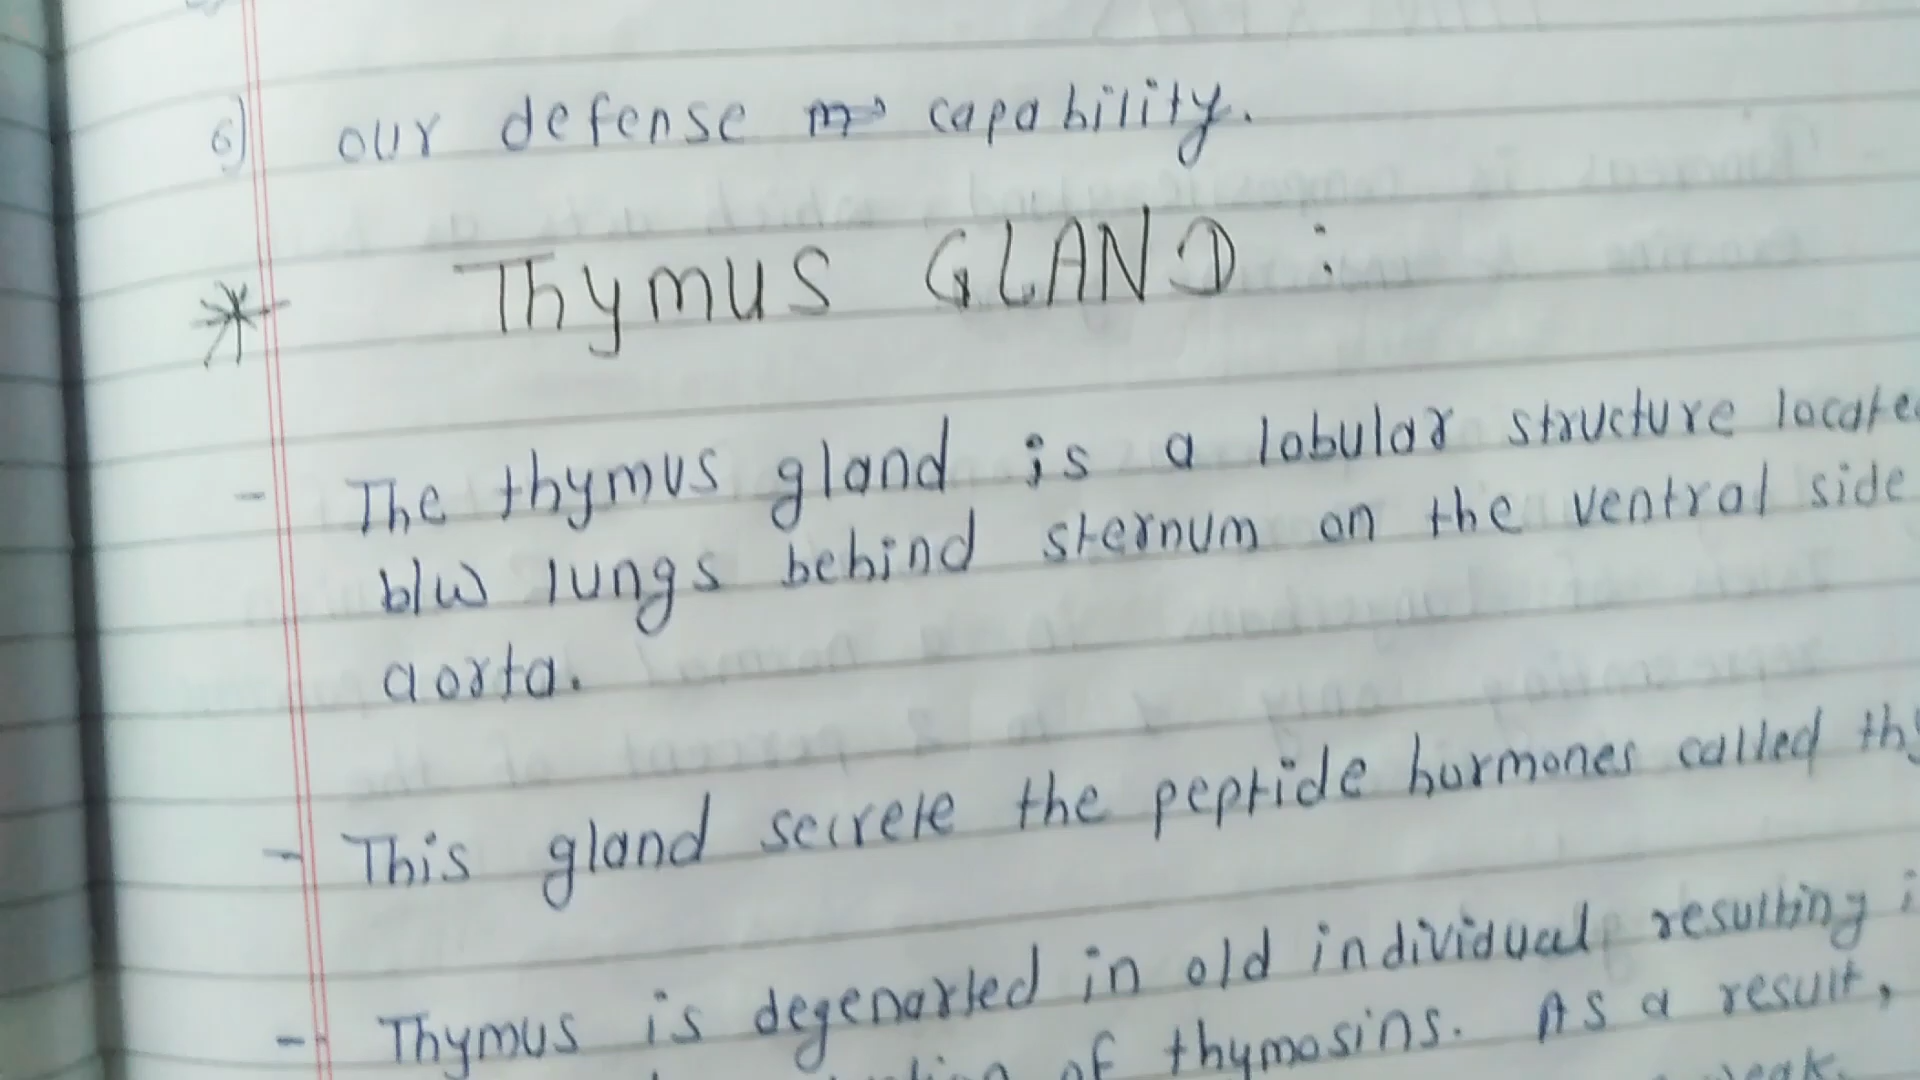 6) our defense capability.
* Thymus GLAND :
- The thymus gland is a lobular structure locate
b/w lungs behind sternum on the ventral side
aorta.
- This gland secrete the peptide hormones called thy
- Thymus is degenarted in old individual resulting i
of thymosins. As a result,
weak.